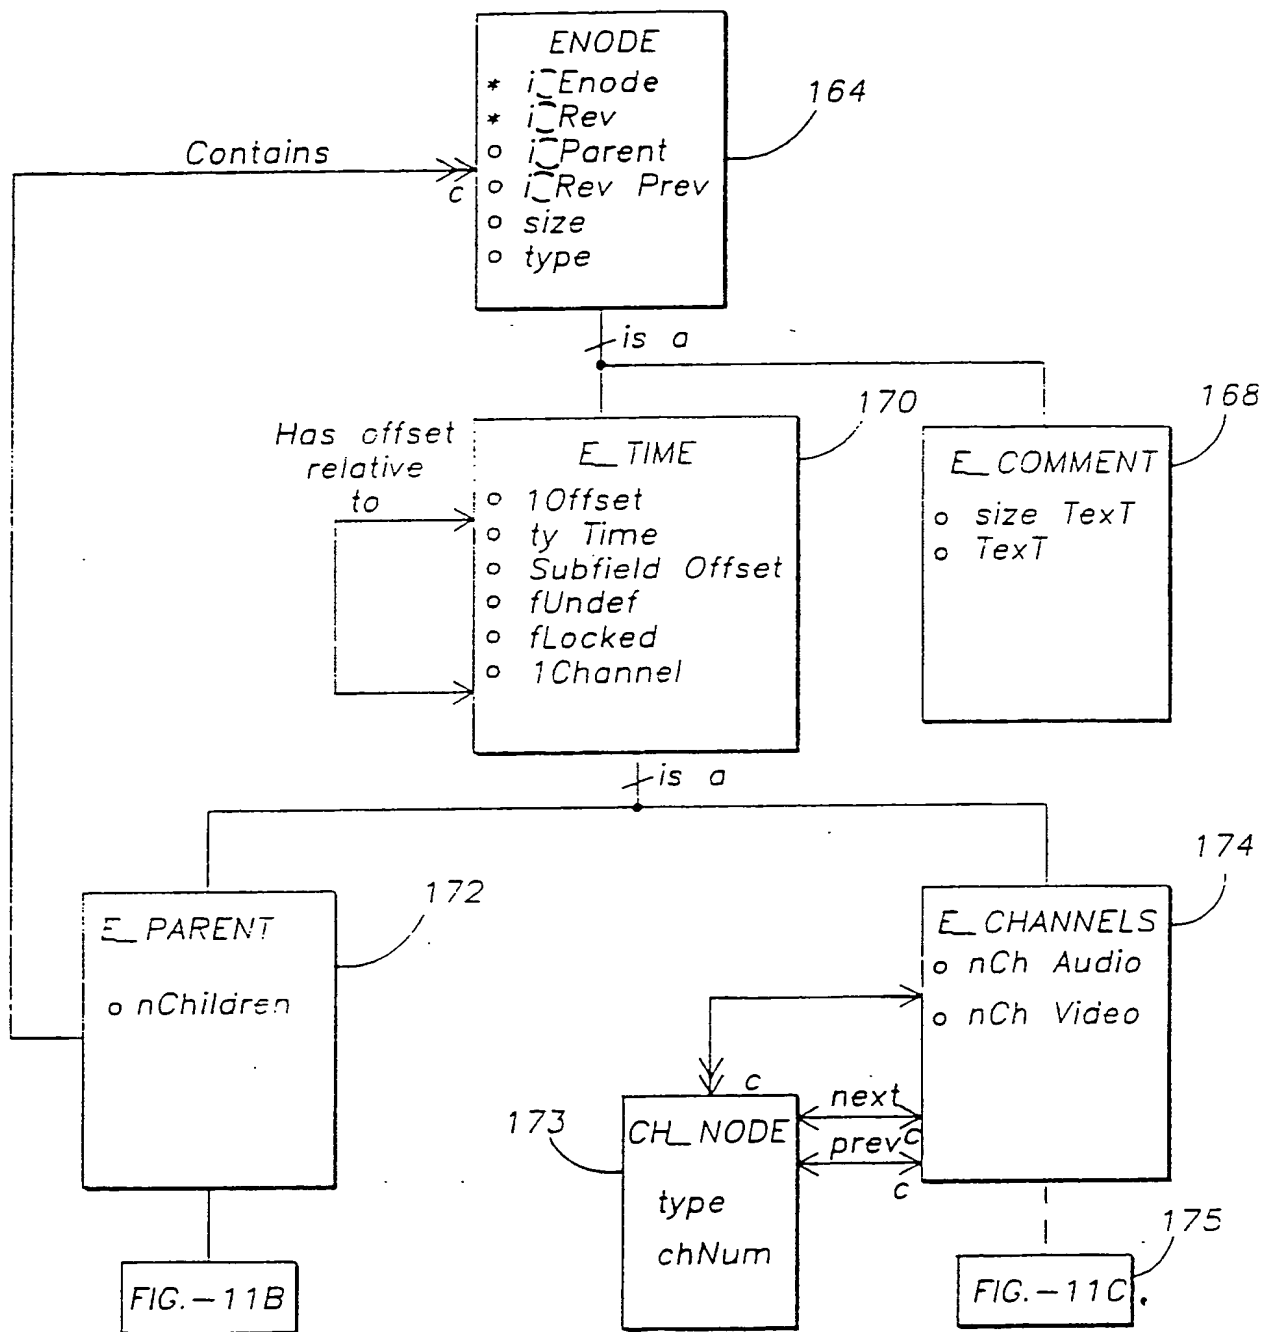 ENODE
* i_Enode
* i_Rev
o i_Parent
o i_Rev Prev
o size
o type
164
Contains
c
is a
170
168
Has offset
relative
to
E_TIME
o 1Offset
o ty Time
o Subfield Offset
o fUndef
o fLocked
o 1Channel
E_COMMENT
o size TexT
o TexT
is a
172
174
E_PARENT
o nChildren
E_CHANNELS
o nCh Audio
o nCh Video
c
173
CH_NODE
type
chNum
next
c
prev
c
175
FIG.-11B
FIG.-11C.